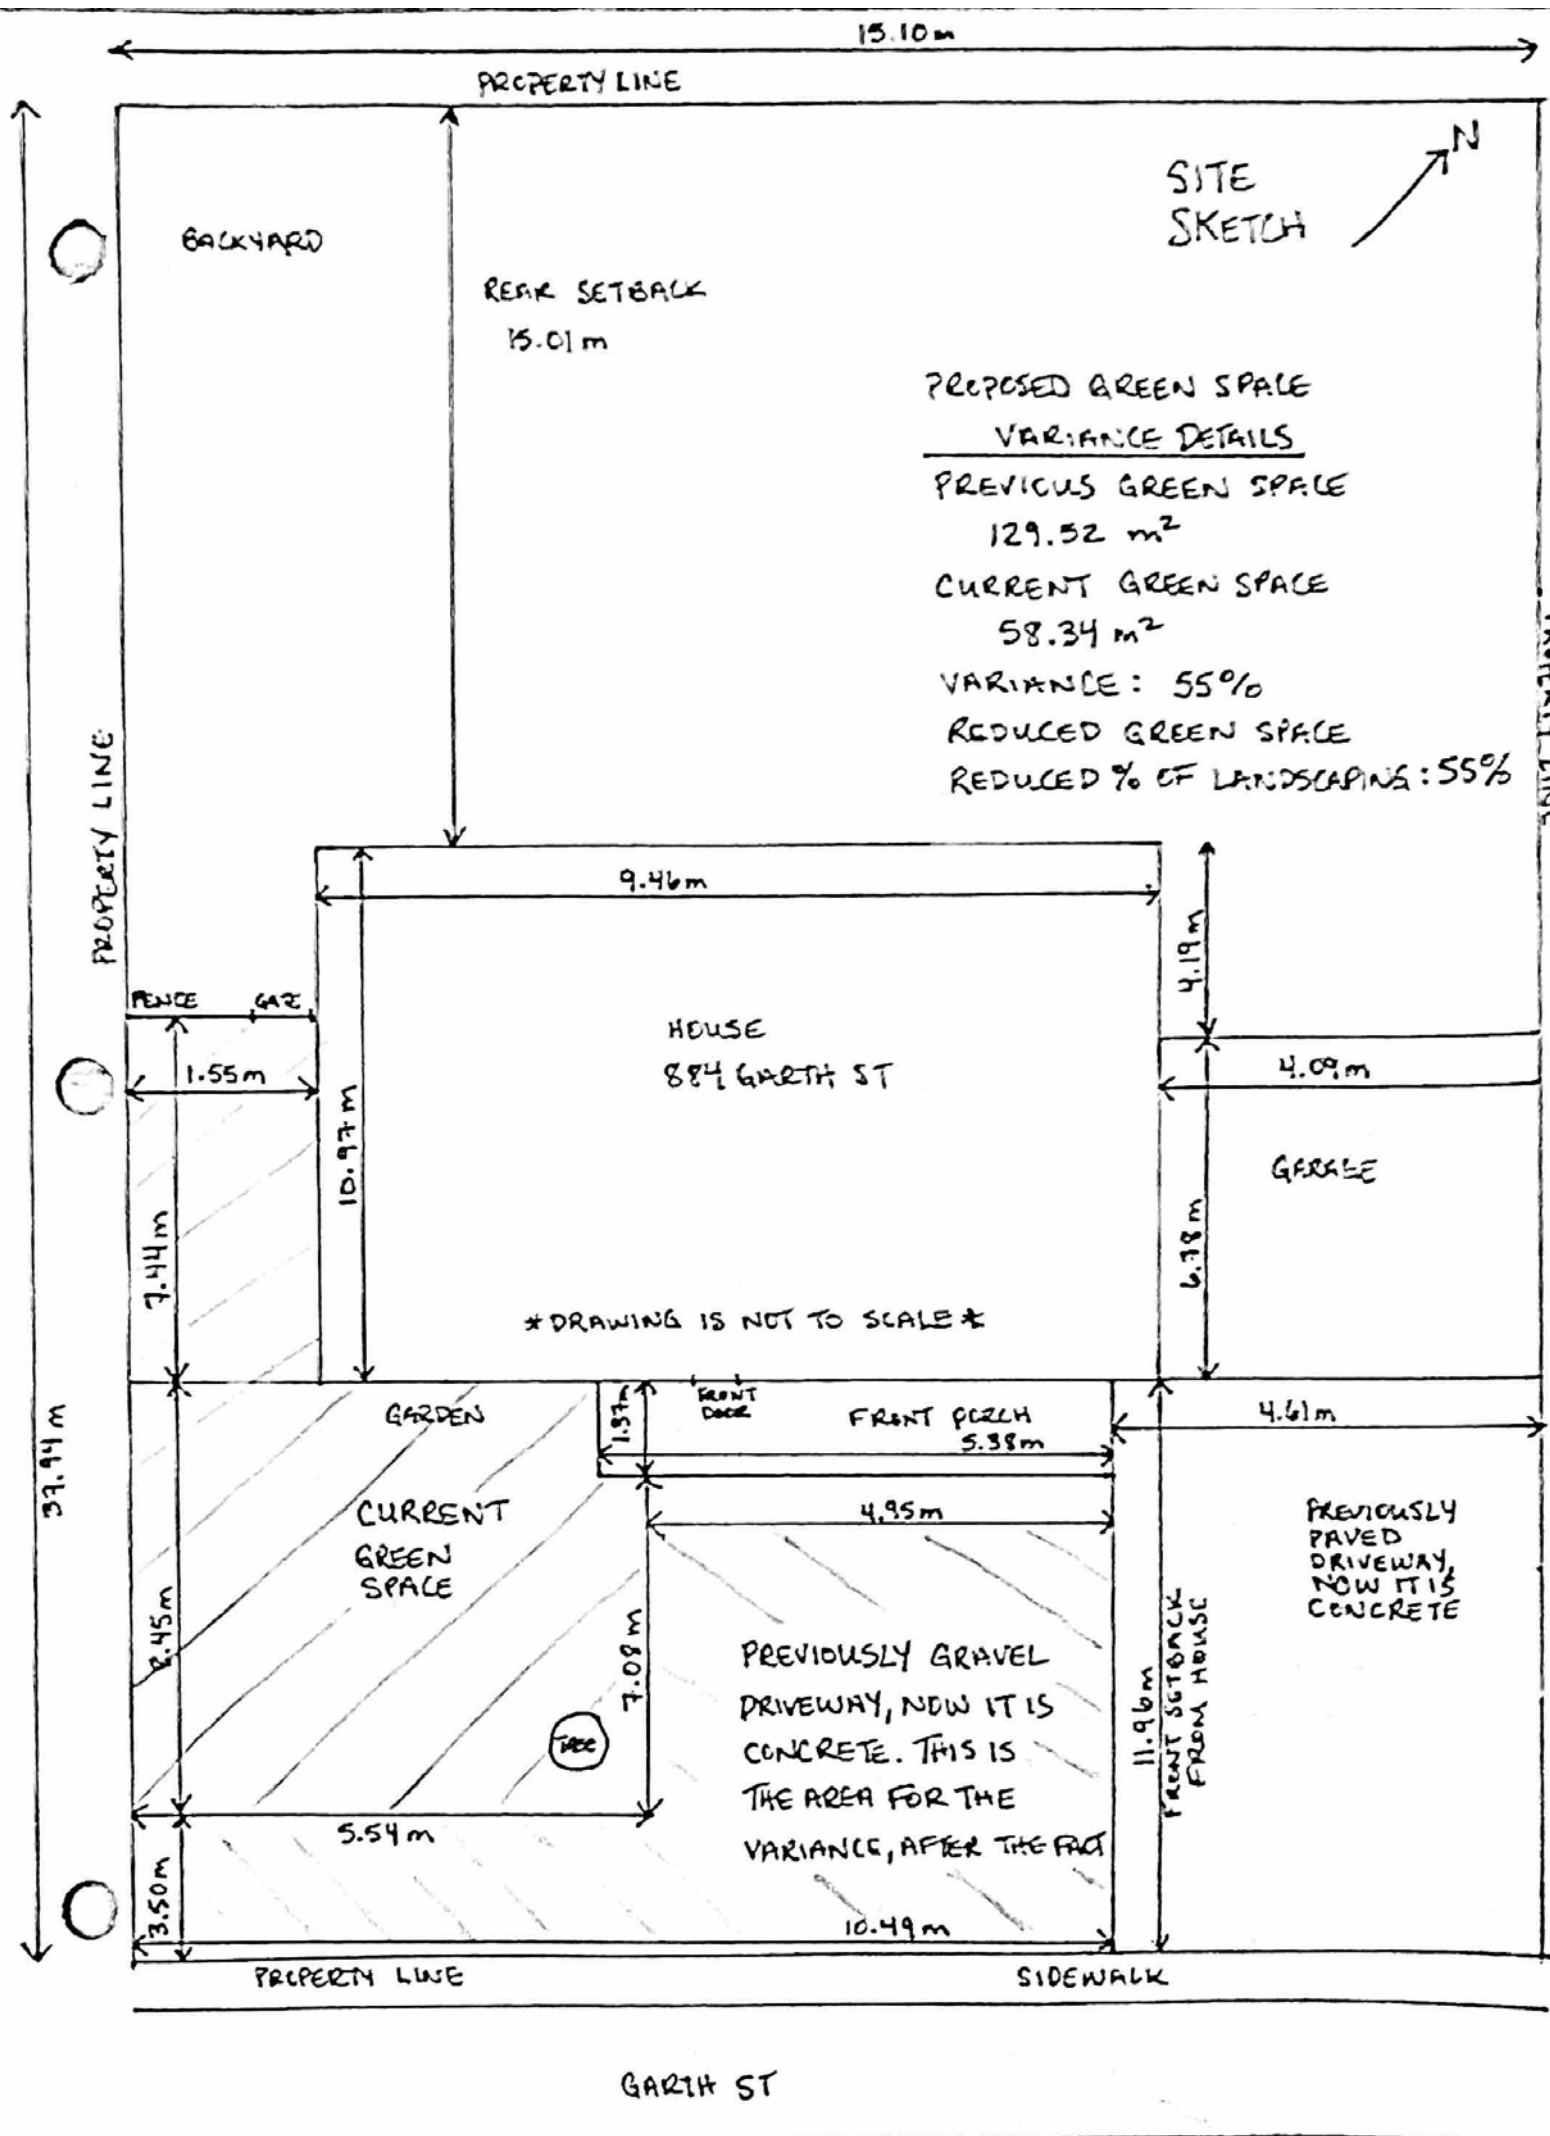 15.10m
PROPERTY LINE
N
SITE
SKETCH
BACKYARD
REAR SETBACK
15.01m
PROPOSED GREEN SPACE
VARIANCE DETAILS
PREVIOUS GREEN SPACE
129.52 m²
CURRENT GREEN SPACE
58.34 m²
VARIANCE: 55%
REDUCED GREEN SPACE
REDUCED % OF LANDSCAPING: 55%
PROPERTY LINE
PROPERTY LINE
9.46m
4.19m
FENCE GATE
1.55m
10.97m
HOUSE
884 GARTH ST
4.09m
GARAGE
7.44m
6.78m
*DRAWING IS NOT TO SCALE*
37.94m
GARDEN
FRONT
DOOR
FRONT PORCH
5.38m
4.61m
4.95m
CURRENT
GREEN
SPACE
PREVIOUSLY
PAVED
DRIVEWAY,
NOW IT IS
CONCRETE
8.45m
7.08m
TREE
PREVIOUSLY GRAVEL
DRIVEWAY, NOW IT IS
CONCRETE. THIS IS
THE AREA FOR THE
VARIANCE, AFTER THE FACT
11.96m
FRONT SETBACK
FROM HOUSE
5.54m
3.50m
10.49m
PROPERTY LINE
SIDEWALK
GARTH ST